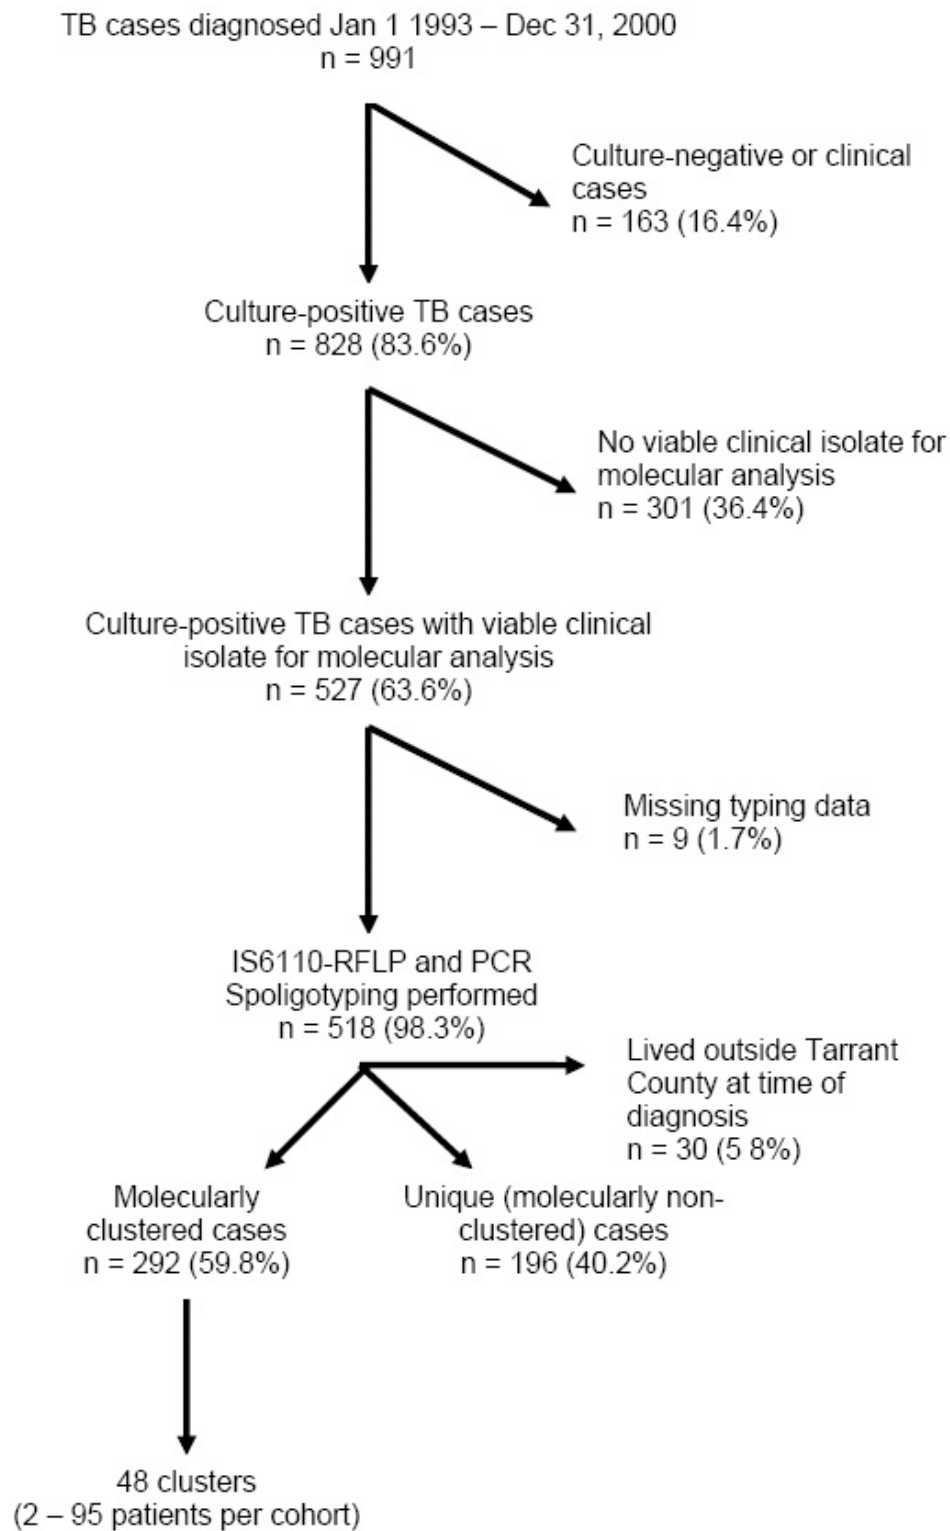 TB cases diagnosed Jan 1 1993 – Dec 31, 2000
n = 991
Culture-negative or clinical
cases
n = 163 (16.4%)
Culture-positive TB cases
n = 828 (83.6%)
No viable clinical isolate for
molecular analysis
n = 301 (36.4%)
Culture-positive TB cases with viable clinical
isolate for molecular analysis
n = 527 (63.6%)
Missing typing data
n = 9 (1.7%)
IS6110-RFLP and PCR
Spoligotyping performed
n = 518 (98.3%)
Lived outside Tarrant
County at time of
diagnosis
n = 30 (5 8%)
Molecularly
clustered cases
n = 292 (59.8%)
Unique (molecularly non-
clustered) cases
n = 196 (40.2%)
48 clusters
(2 – 95 patients per cohort)